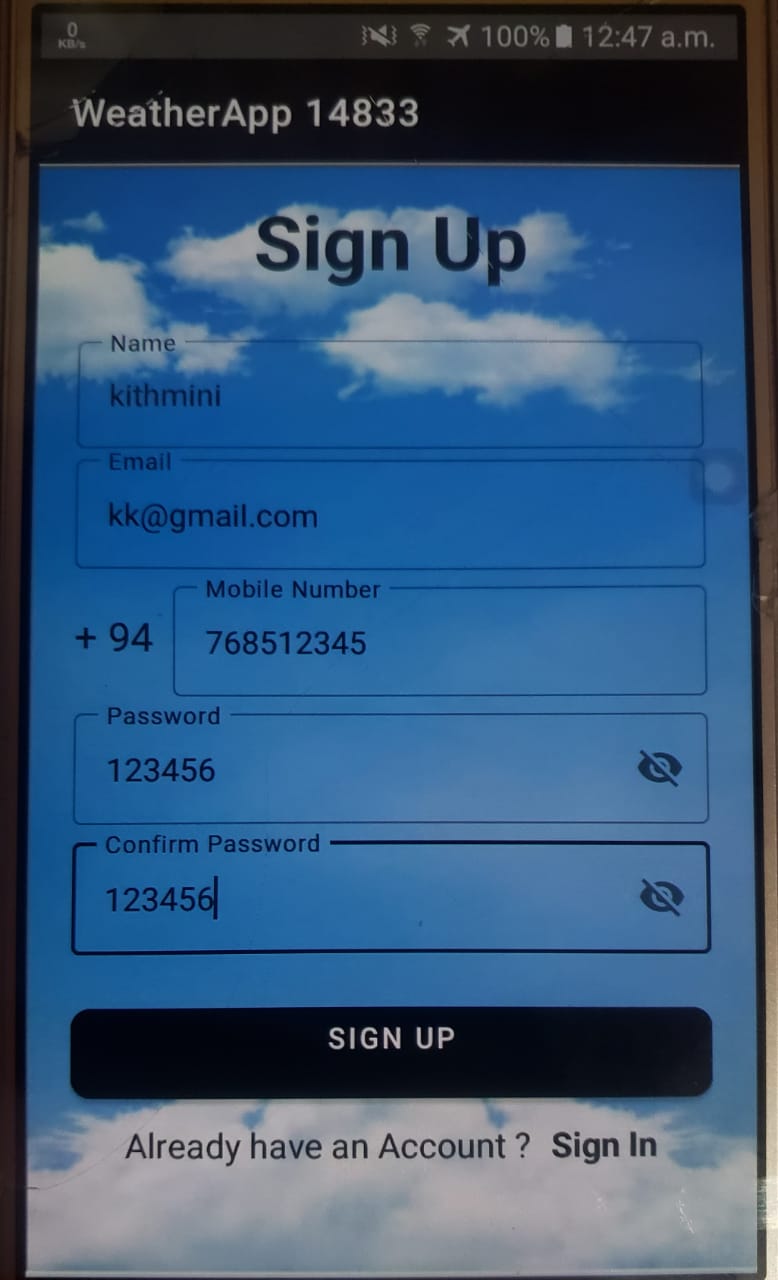 0
KB/s
100% 12:47 a.m.
WeatherApp 14833
Sign Up
Name
kithmini
Email
kk@gmail.com
Mobile Number
+ 94 768512345
Password
123456
Confirm Password
123456
SIGN UP
Already have an Account ? Sign In